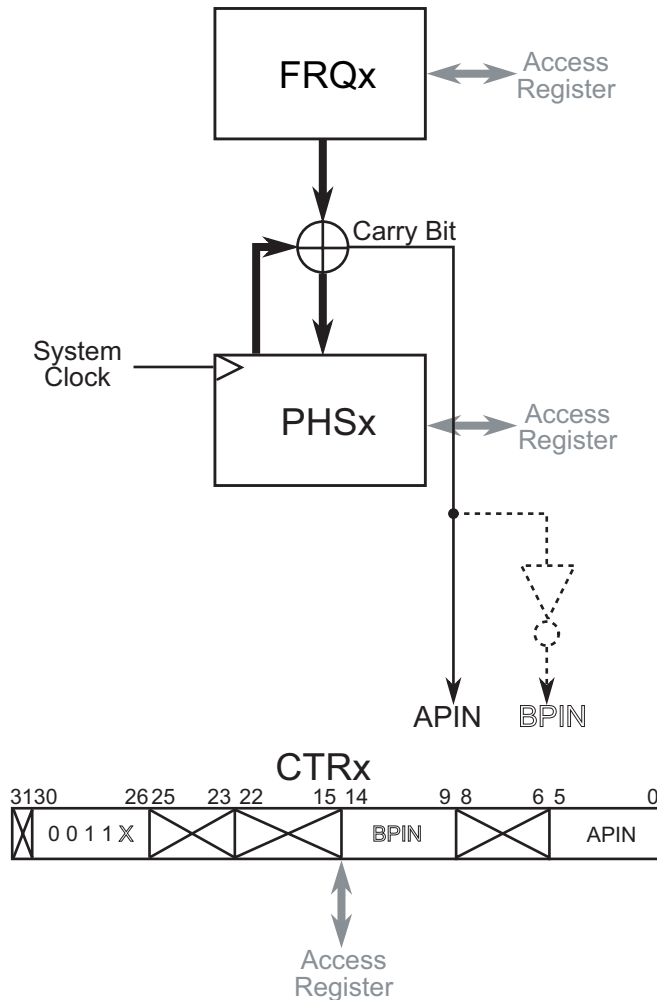 FRQx
Access
Register
Carry Bit
System
Clock
PHSx
Access
Register
APIN BPIN
CTRx
31 30 26 25 23 22 15 14 9 8 6 5 0
0 0 1 1 X BPIN APIN
Access
Register